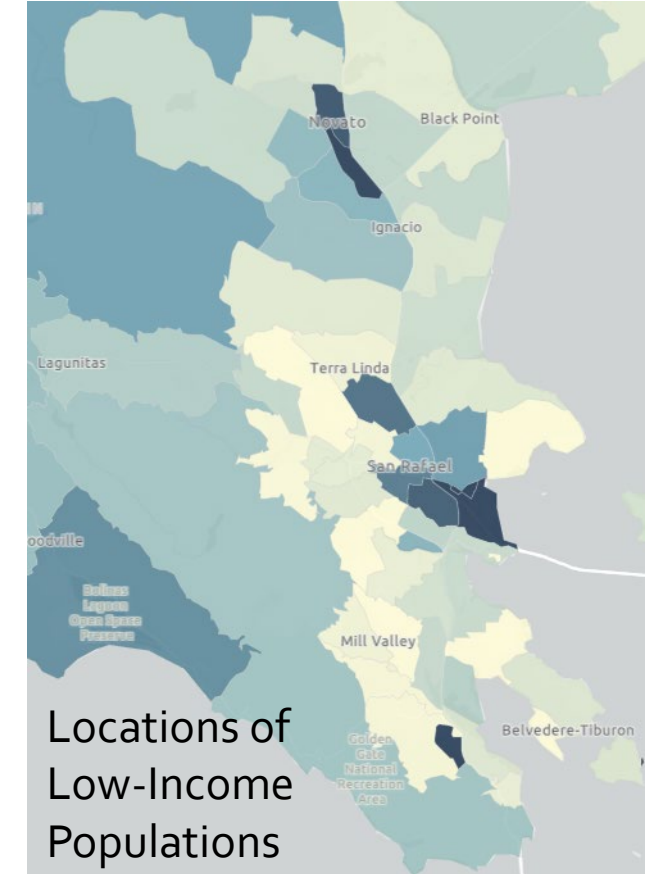 Novato
Black Point
IN
Ignacio
Lagunitas
Terra Linda
San Rafael
oodville
Bolinas
Lagoon
Open Space
Preserve
Mill Valley
Belvedere-Tiburon
Golden
Gate
National
Recreation
Area
Locations of
Low-Income
Populations